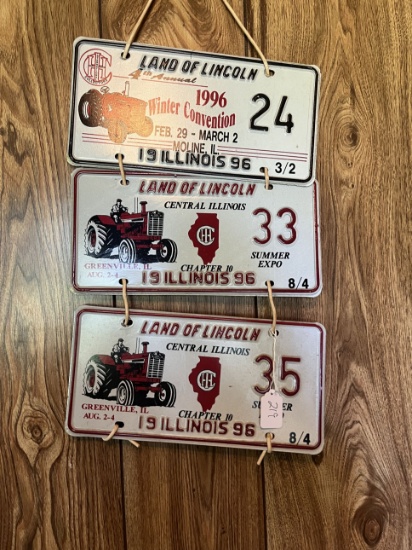 LAND OF LINCOLN
4th Annual
1996
Winter Convention
24
FEB. 29 - MARCH 2
MOLINE, IL
19 ILLINOIS 96
3/2
LAND OF LINCOLN
CENTRAL ILLINOIS
33
GREENVILLE, IL
AUG. 2-4
CHAPTER 10
SUMMER
EXPO
19 ILLINOIS 96
8/4
LAND OF LINCOLN
CENTRAL ILLINOIS
35
GREENVILLE, IL
AUG. 2-4
CHAPTER 10
19 ILLINOIS 96
8/4